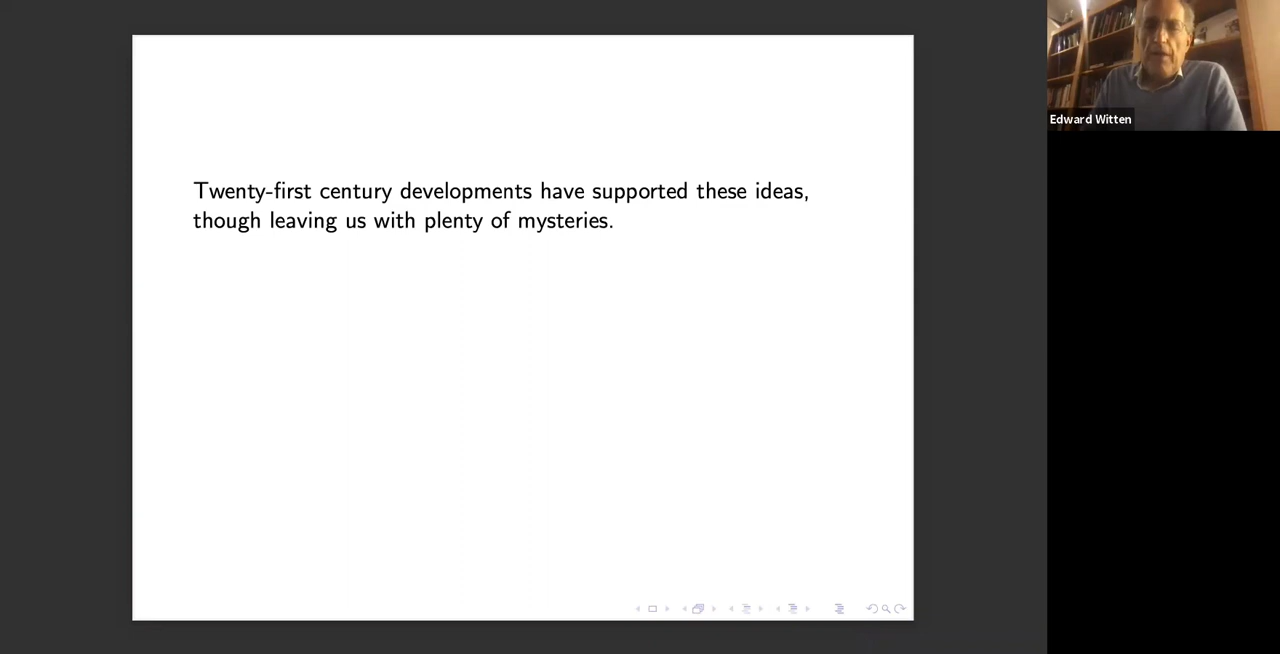 Twenty-first century developments have supported these ideas,
though leaving us with plenty of mysteries.
Edward Witten